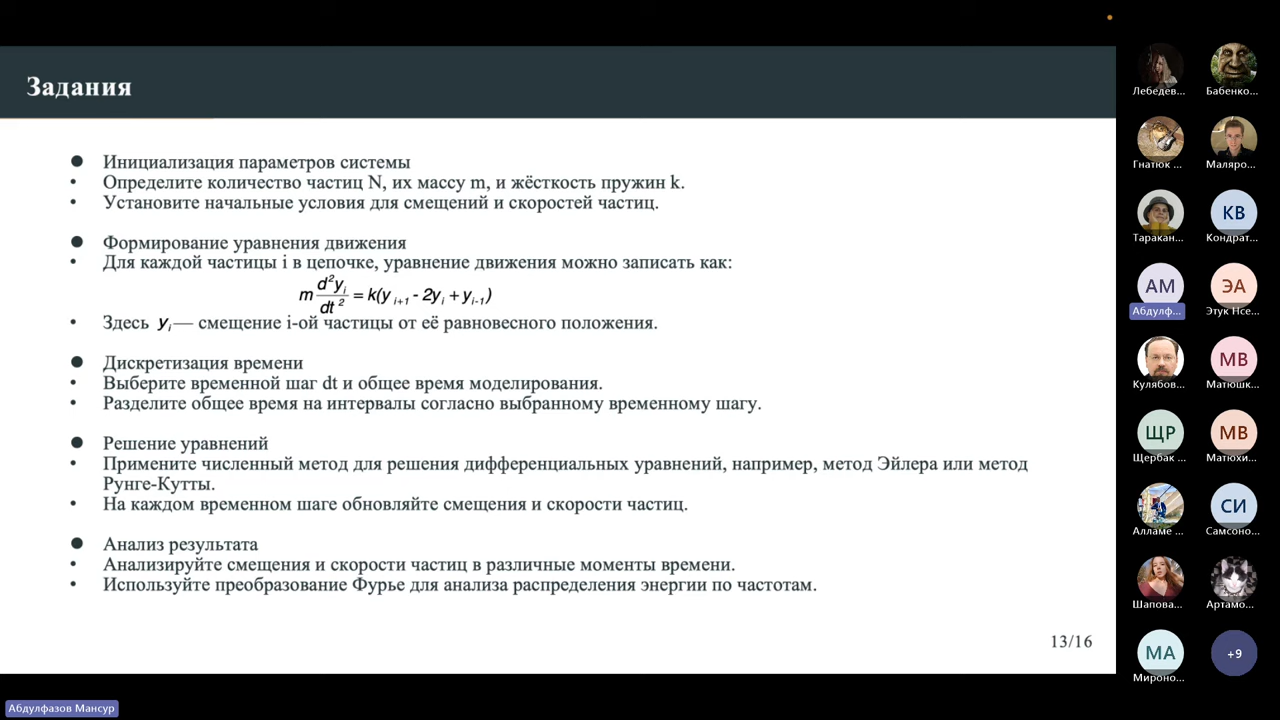 Задания
● Инициализация параметров системы
• Определите количество частиц N, их массу m, и жёсткость пружин k.
• Установите начальные условия для смещений и скоростей частиц.
● Формирование уравнения движения
• Для каждой частицы i в цепочке, уравнение движения можно записать как:
m d²yᵢ/dt² = k(yᵢ₊₁ - 2yᵢ + yᵢ₋₁)
• Здесь yᵢ — смещение i-ой частицы от её равновесного положения.
● Дискретизация времени
• Выберите временной шаг dt и общее время моделирования.
• Разделите общее время на интервалы согласно выбранному временному шагу.
● Решение уравнений
• Примените численный метод для решения дифференциальных уравнений, например, метод Эйлера или метод
Рунге-Кутты.
• На каждом временном шаге обновляйте смещения и скорости частиц.
● Анализ результата
• Анализируйте смещения и скорости частиц в различные моменты времени.
• Используйте преобразование Фурье для анализа распределения энергии по частотам.
13/16
Лебедев... Бабенко...
Гнатюк ... Маляро...
Таракан... КВ Кондрат...
АМ Абдулф... ЭА Этук Нсе...
Кулябов... МВ Матюшк...
ЩР Щербак ... МВ Матюхи...
Алламе ... СИ Самсоно...
Шапова... Артамо...
МА Мироно... +9
Абдулфазов Мансур